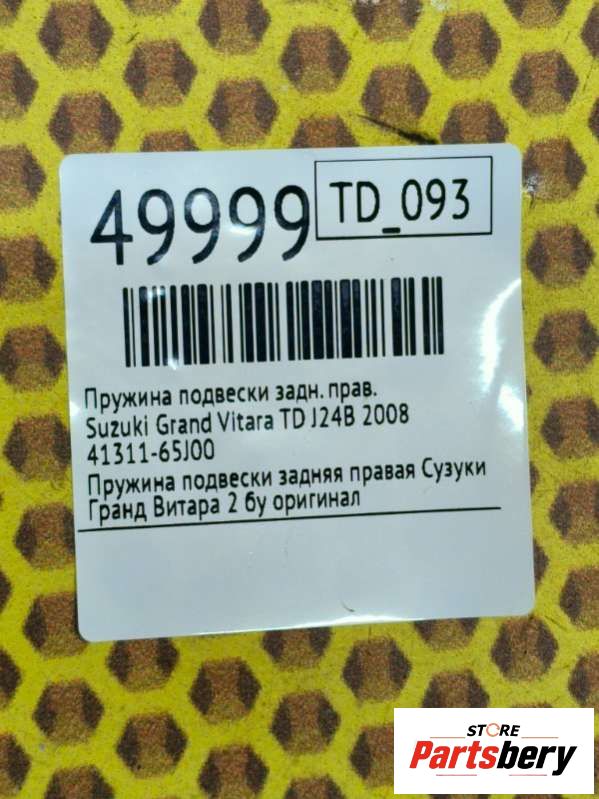 49999 TD_093
Пружина подвески задн. прав.
Suzuki Grand Vitara TD J24B 2008
41311-65J00
Пружина подвески задняя правая Сузуки
Гранд Витара 2 бу оригинал
STORE
Partsbery